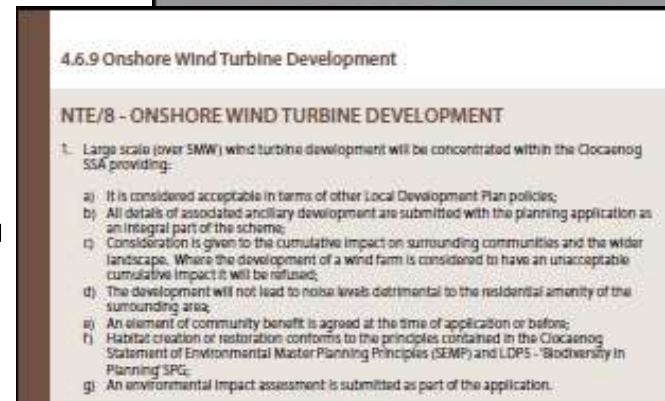 4.6.9 Onshore Wind Turbine Development
NTE/8 - ONSHORE WIND TURBINE DEVELOPMENT
1. Large scale (over 5MW) wind turbine development will be concentrated within the Clocaenog
SSA providing:
a) It is considered acceptable in terms of other Local Development Plan policies;
b) All details of associated ancillary development are submitted with the planning application as
an integral part of the scheme;
c) Consideration is given to the cumulative impact on surrounding communities and the wider
landscape. Where the development of a wind farm is considered to have an unacceptable
cumulative impact it will be refused;
d) The development will not lead to noise levels detrimental to the residential amenity of the
surrounding area;
e) An element of community benefit is agreed at the time of application or before;
f) Habitat creation or restoration conforms to the principles contained in the Clocaenog
Statement of Environmental Master Planning Principles (SEMP) and LDP5 - 'Biodiversity in
Planning' SPG;
g) An environmental impact assessment is submitted as part of the application.